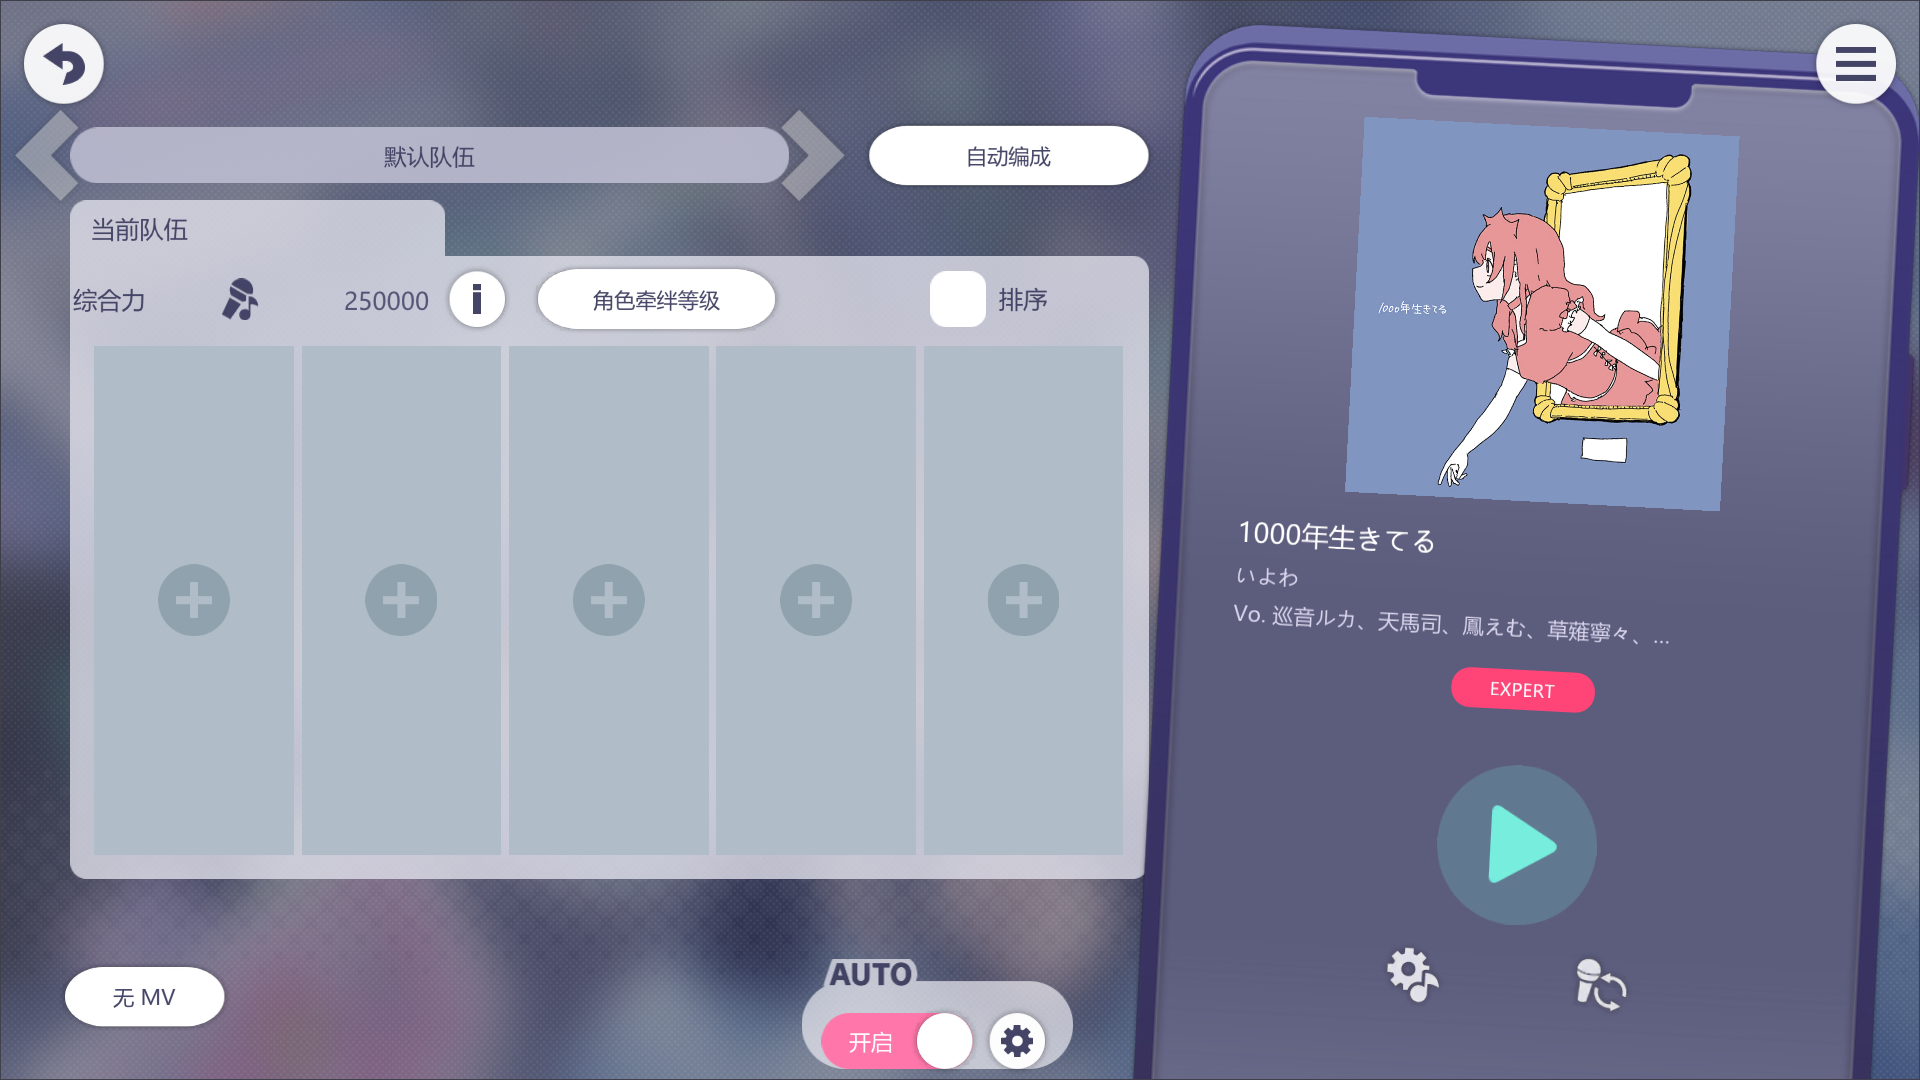 默认队伍
自动编成
当前队伍
综合力
250000
角色牵绊等级
排序
1000年生きてる
1000年生きてる
いよわ
Vo. 巡音ルカ、天馬司、鳳えむ、草薙寧々、...
EXPERT
无 MV
AUTO
开启